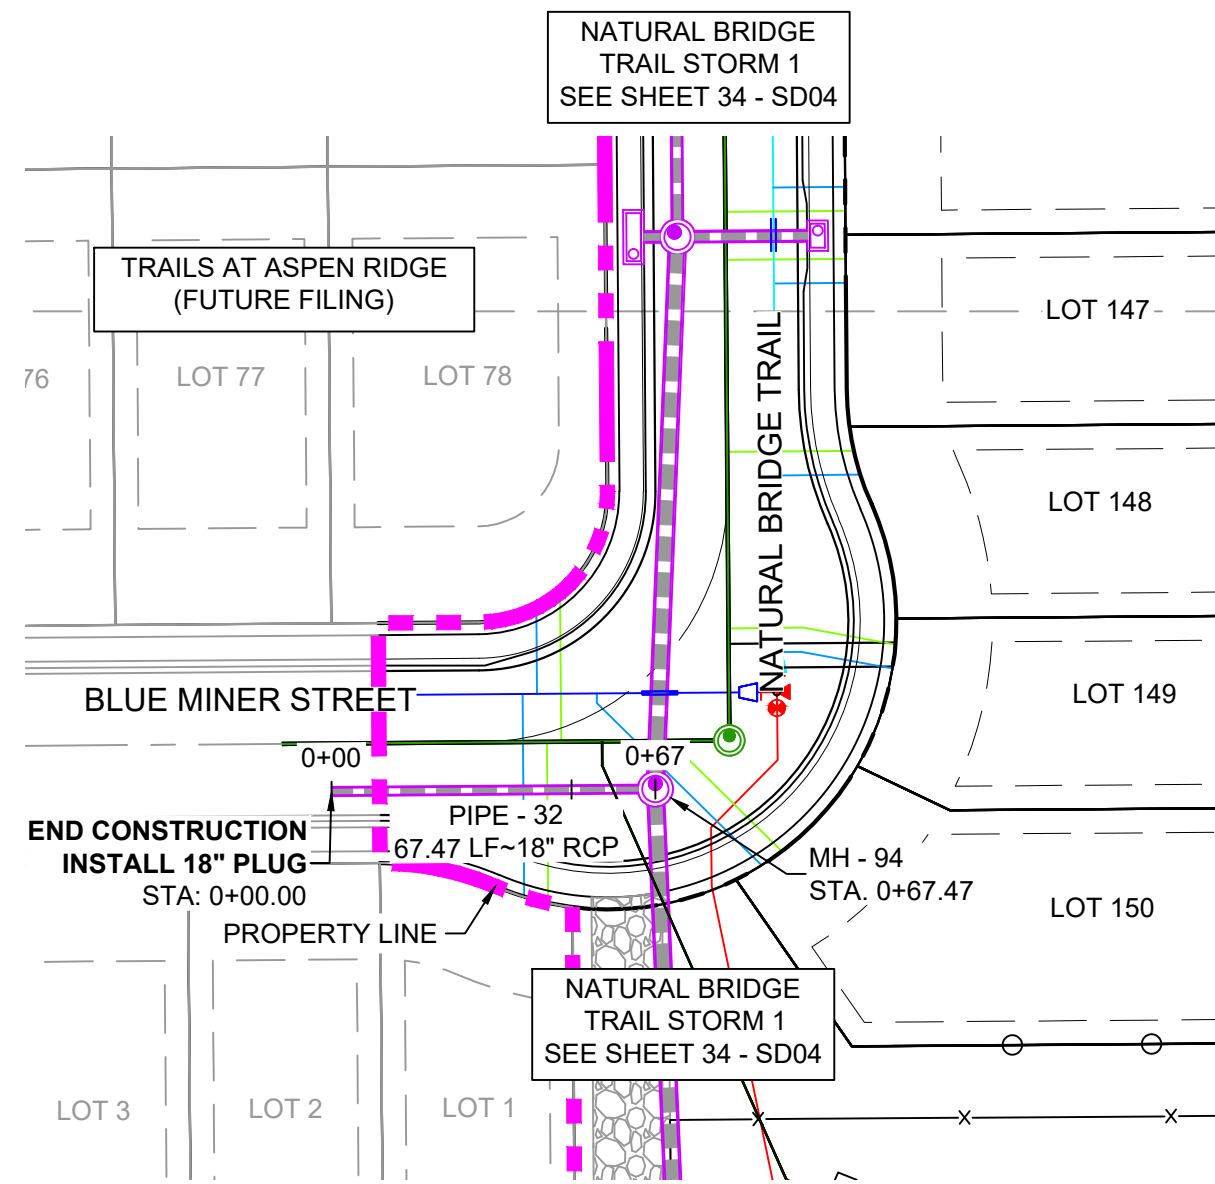 NATURAL BRIDGE
TRAIL STORM 1
SEE SHEET 34 - SD04
TRAILS AT ASPEN RIDGE
(FUTURE FILING)
LOT 147
76
LOT 77
LOT 78
NATURAL BRIDGE TRAIL
LOT 148
LOT 149
BLUE MINER STREET
0+00
0+67
PIPE - 32
67.47 LF~18" RCP
END CONSTRUCTION
INSTALL 18" PLUG
STA: 0+00.00
MH - 94
STA. 0+67.47
LOT 150
PROPERTY LINE
NATURAL BRIDGE
TRAIL STORM 1
SEE SHEET 34 - SD04
LOT 3
LOT 2
LOT 1